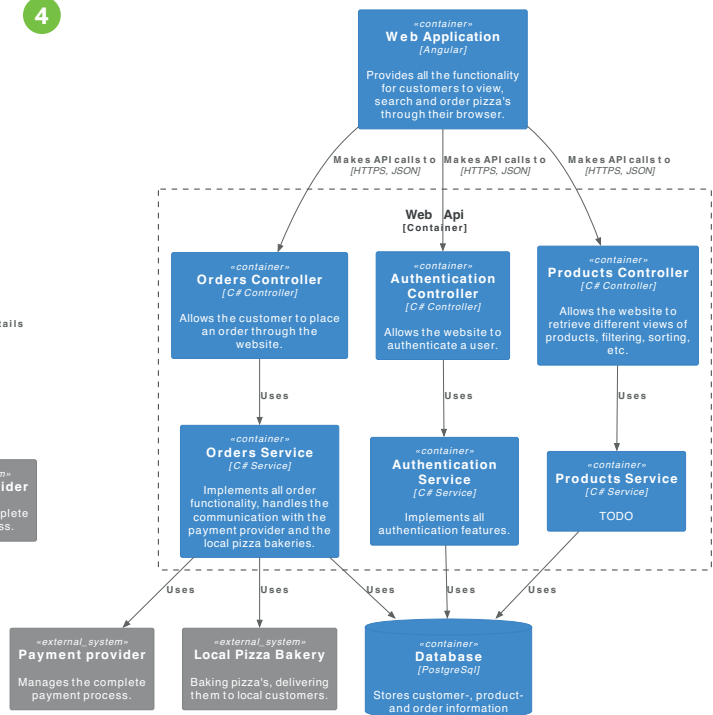 4
«container»
Web Application
[Angular]
Provides all the functionality
for customers to view,
search and order pizza's
through their browser.
Makes API calls to
[HTTPS, JSON]
Makes API calls to
[HTTPS, JSON]
Makes API calls to
[HTTPS, JSON]
Web Api
[Container]
«container»
Orders Controller
[C# Controller]
Allows the customer to place
an order through the
website.
«container»
Authentication
Controller
[C# Controller]
Allows the website to
authenticate a user.
«container»
Products Controller
[C# Controller]
Allows the website to
retrieve different views of
products, filtering, sorting,
etc.
Uses
Uses
Uses
«container»
Orders Service
[C# Service]
Implements all order
functionality, handles the
communication with the
payment provider and the
local pizza bakeries.
«container»
Authentication
Service
[C# Service]
Implements all
authentication features.
«container»
Products Service
[C# Service]
TODO
Uses
Uses
Uses
Uses
Uses
«external_system»
Payment provider
Manages the complete
payment process.
«external_system»
Local Pizza Bakery
Baking pizza's, delivering
them to local customers.
«container»
Database
[PostgreSql]
Stores customer-, product-
and order information